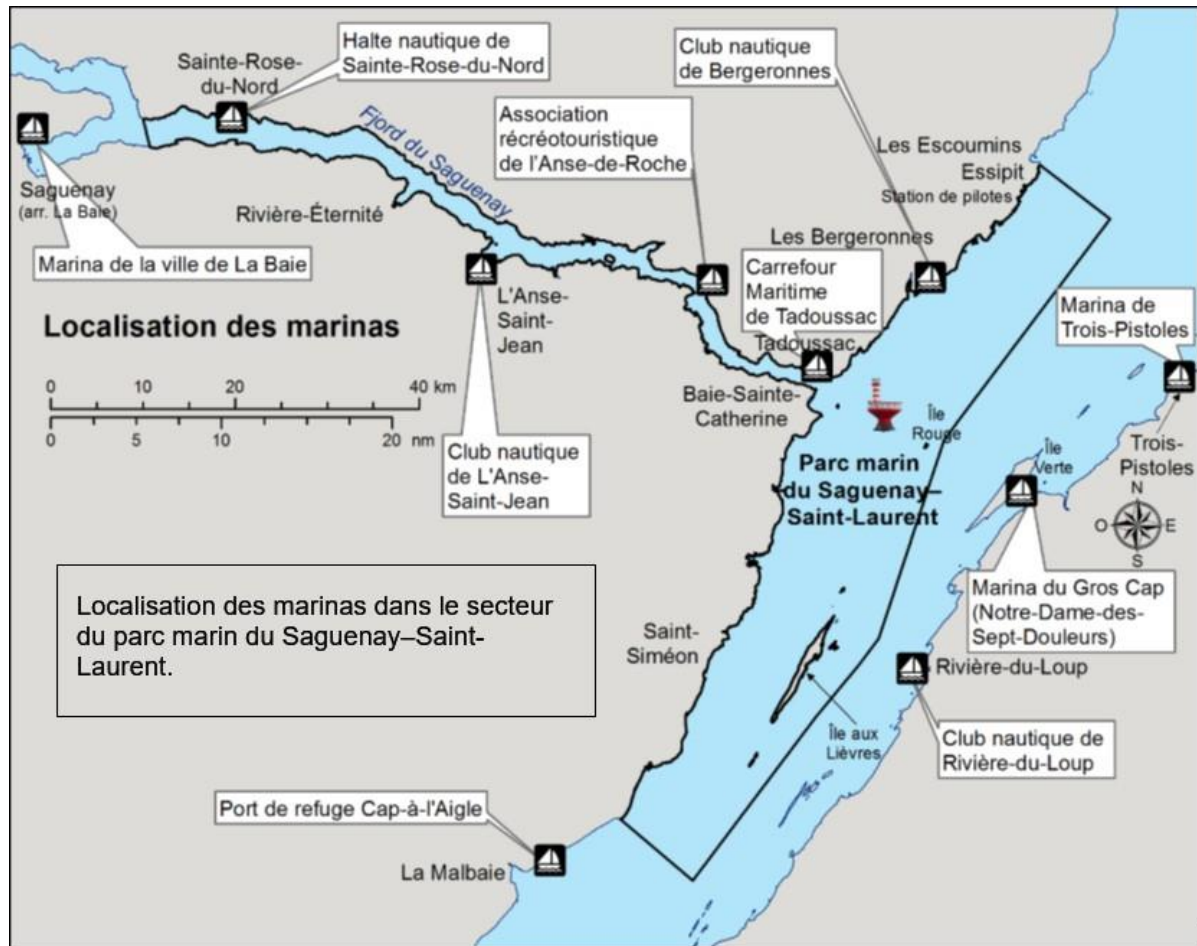 Halte nautique de
Sainte-Rose-du-Nord
Sainte-Rose-
du-Nord
Club nautique
de Bergeronnes
Association
récréotouristique
de l'Anse-de-Roche
Fjord du Saguenay
Les Escoumins
Essipit
Station de pilotes
Saguenay
(arr. La Baie)
Rivière-Éternité
Marina de la ville de La Baie
Les Bergeronnes
Carrefour
Maritime
de Tadoussac
Tadoussac
Marina de
Trois-Pistoles
L'Anse-
Saint-
Jean
Localisation des marinas
0 10 20 40 km
0 5 10 20 nm
Baie-Sainte-
Catherine
Île
Rouge
Trois-
Pistoles
Club nautique
de L'Anse-
Saint-Jean
Parc marin
du Saguenay–
Saint-Laurent
Île
Verte
N
O E
S
Localisation des marinas dans le secteur
du parc marin du Saguenay–Saint-
Laurent.
Marina du Gros Cap
(Notre-Dame-des-
Sept-Douleurs)
Saint-
Siméon
Rivière-du-Loup
Île aux
Lièvres
Club nautique de
Rivière-du-Loup
Port de refuge Cap-à-l'Aigle
La Malbaie